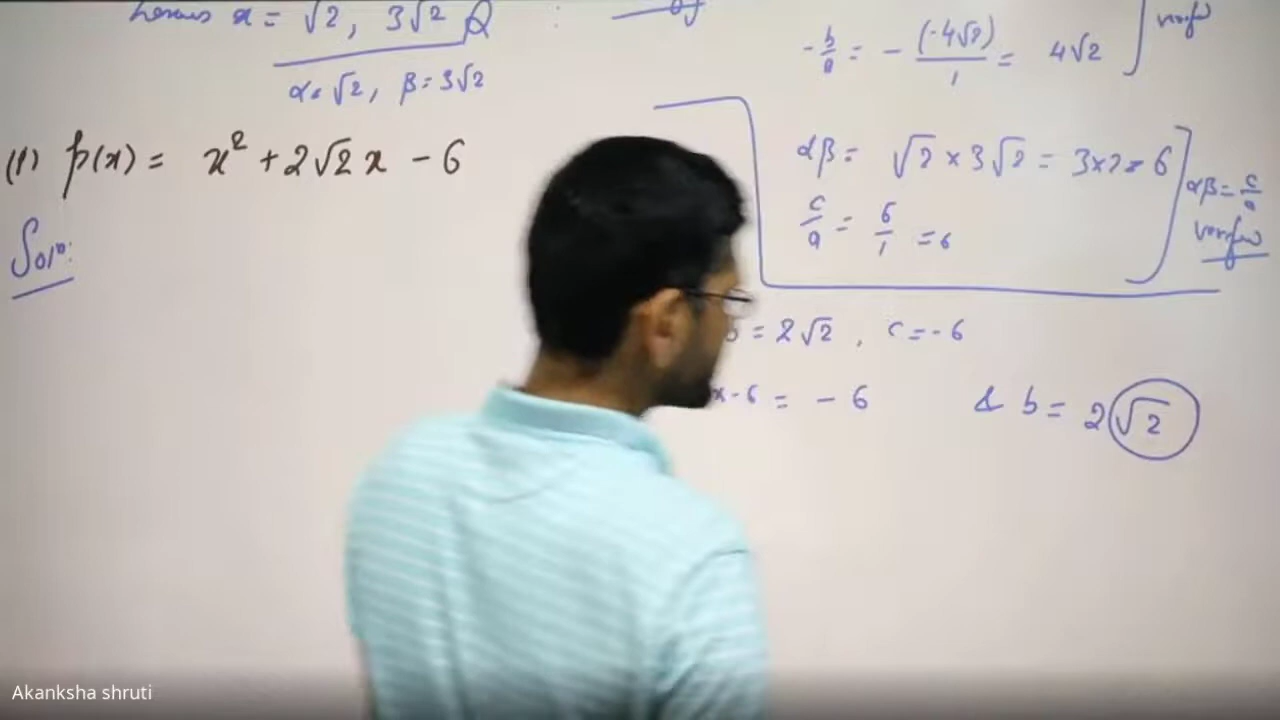 x = √2, 3√2
α = √2, β = 3√2
-b/a = -(-4√2)/1 = 4√2
(f) p(x) = x² + 2√2 x - 6
Solⁿ:
αβ = √2 × 3√2 = 3×2 = 6
αβ = c/a
c/a = 6/1 = 6
b = 2√2 , c = -6
x-6 = -6 & b = 2√2
Akanksha shruti